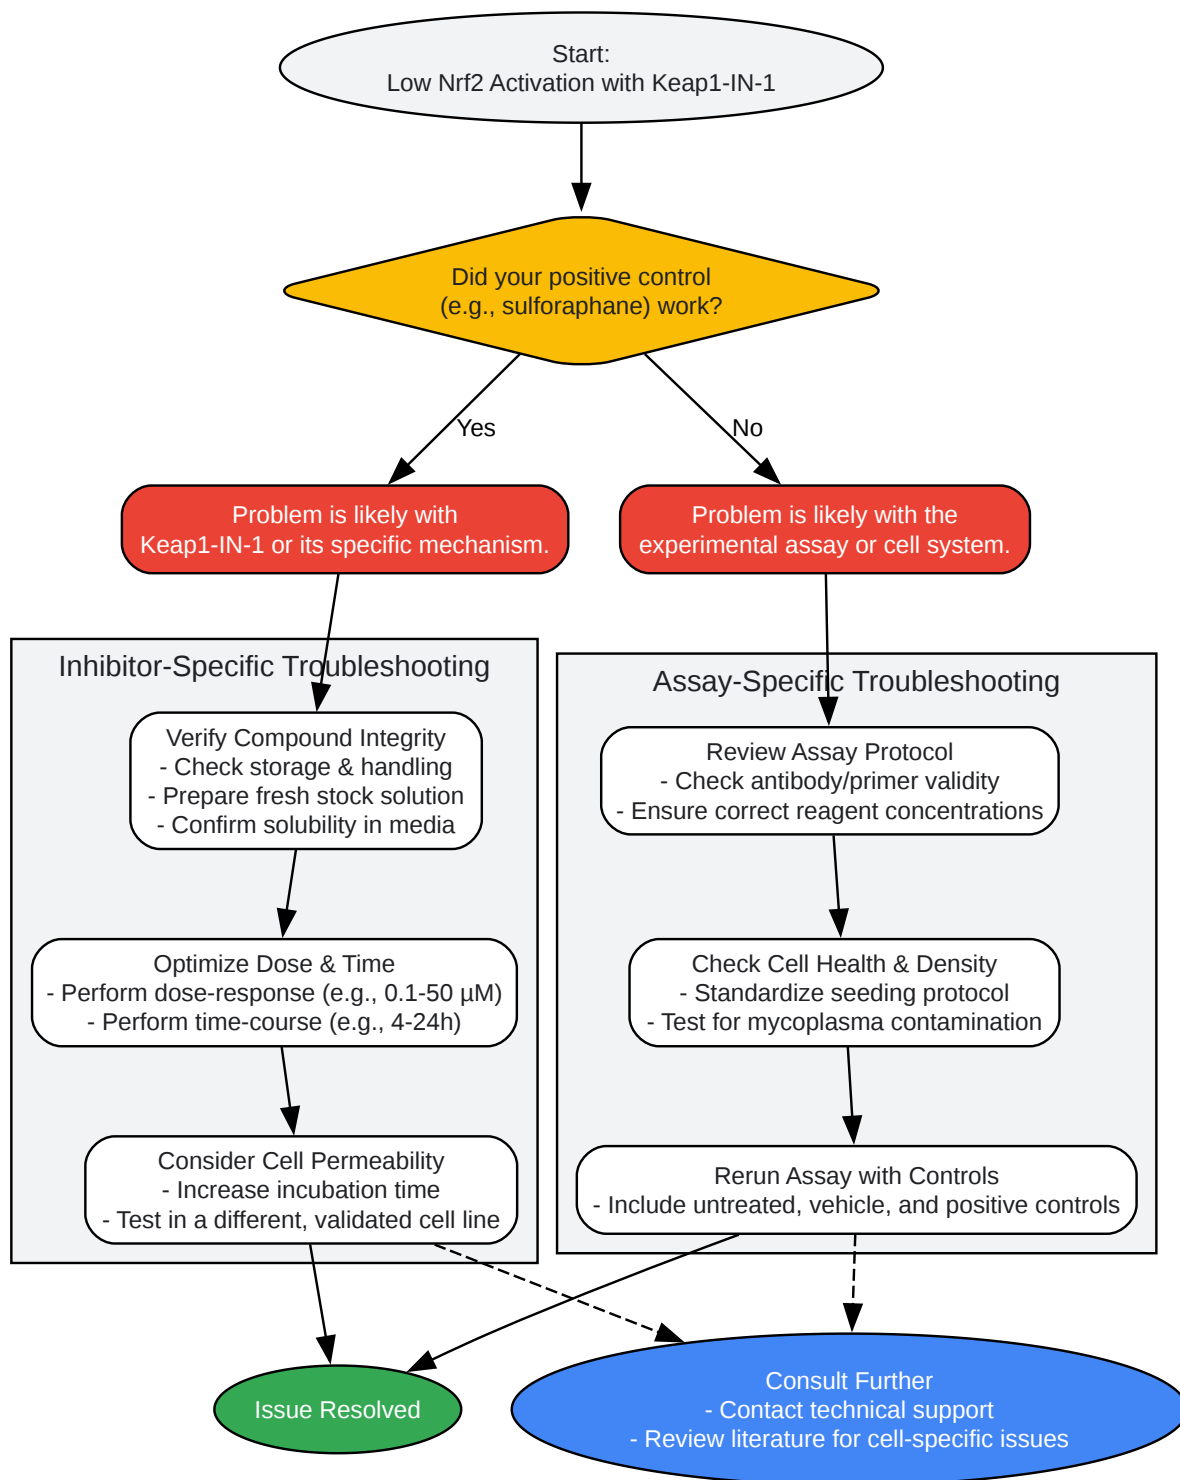 Start:
Low Nrf2 Activation with Keap1-IN-1
Did your positive control
(e.g., sulforaphane) work?
Yes
No
Problem is likely with
Keap1-IN-1 or its specific mechanism.
Problem is likely with the
experimental assay or cell system.
Inhibitor-Specific Troubleshooting
Verify Compound Integrity
- Check storage & handling
- Prepare fresh stock solution
- Confirm solubility in media
Optimize Dose & Time
- Perform dose-response (e.g., 0.1-50 µM)
- Perform time-course (e.g., 4-24h)
Consider Cell Permeability
- Increase incubation time
- Test in a different, validated cell line
Assay-Specific Troubleshooting
Review Assay Protocol
- Check antibody/primer validity
- Ensure correct reagent concentrations
Check Cell Health & Density
- Standardize seeding protocol
- Test for mycoplasma contamination
Rerun Assay with Controls
- Include untreated, vehicle, and positive controls
Issue Resolved
Consult Further
- Contact technical support
- Review literature for cell-specific issues